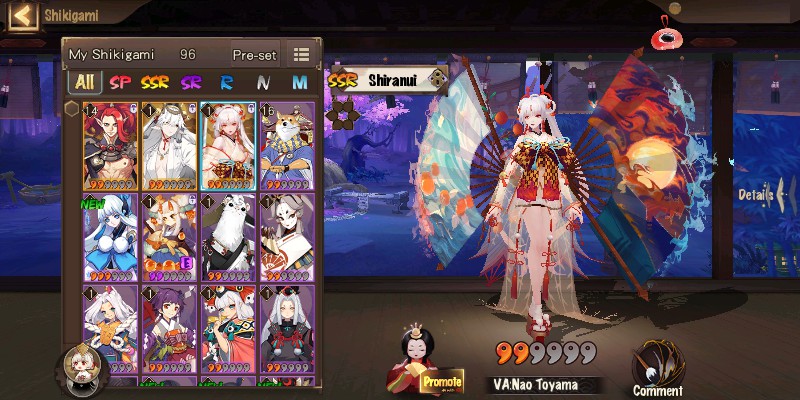 Shikigami
My Shikigami 96 Pre-set
All SP SSR SR R N M
SSR Shiranui
NEW
E
Details
Promote
VA:Nao Toyama
Comment